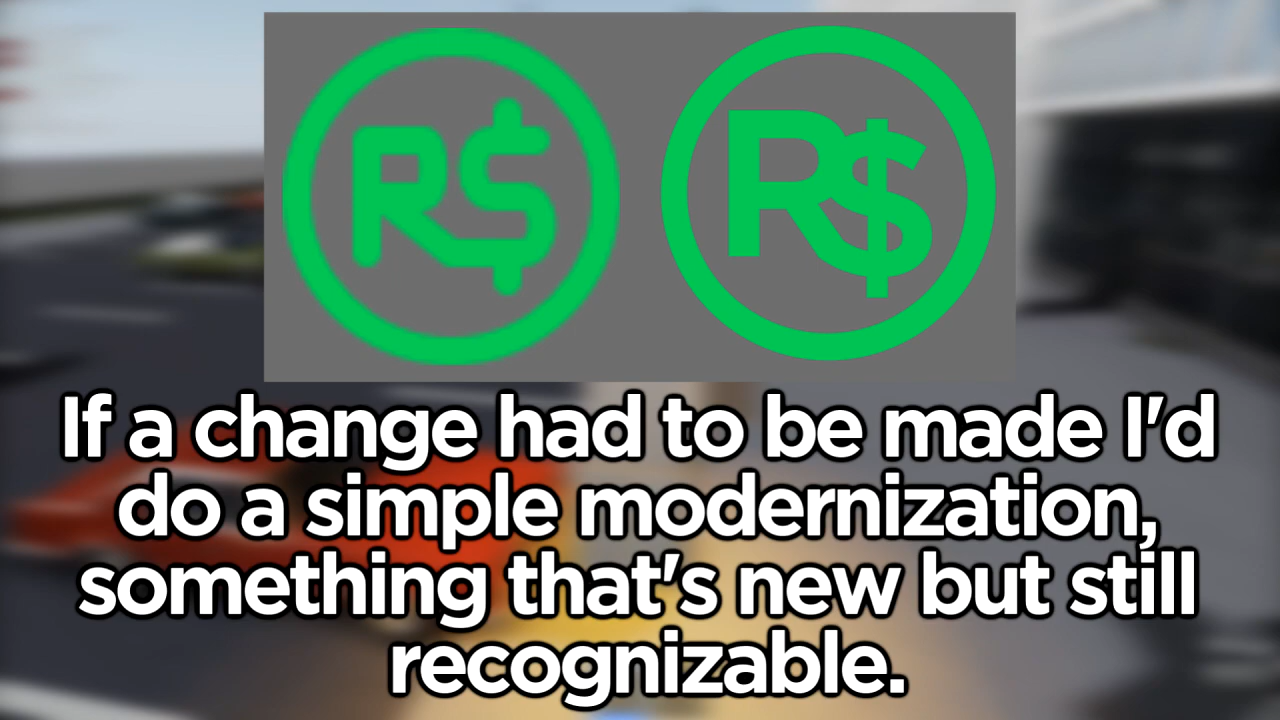 R$ R$
If a change had to be made I'd
do a simple modernization,
something that's new but still
recognizable.